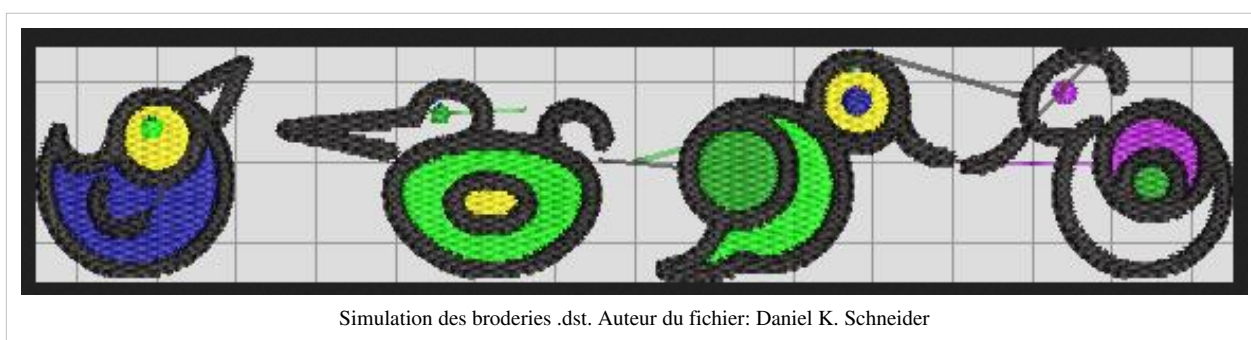 Simulation des broderies .dst. Auteur du fichier: Daniel K. Schneider